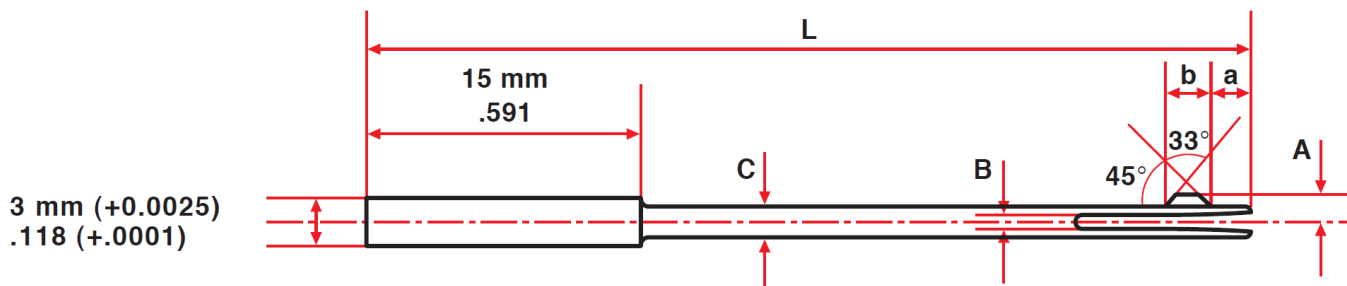 L
15 mm
.591
b a
33°
45°
A
C
B
3 mm (+0.0025)
.118 (+.0001)